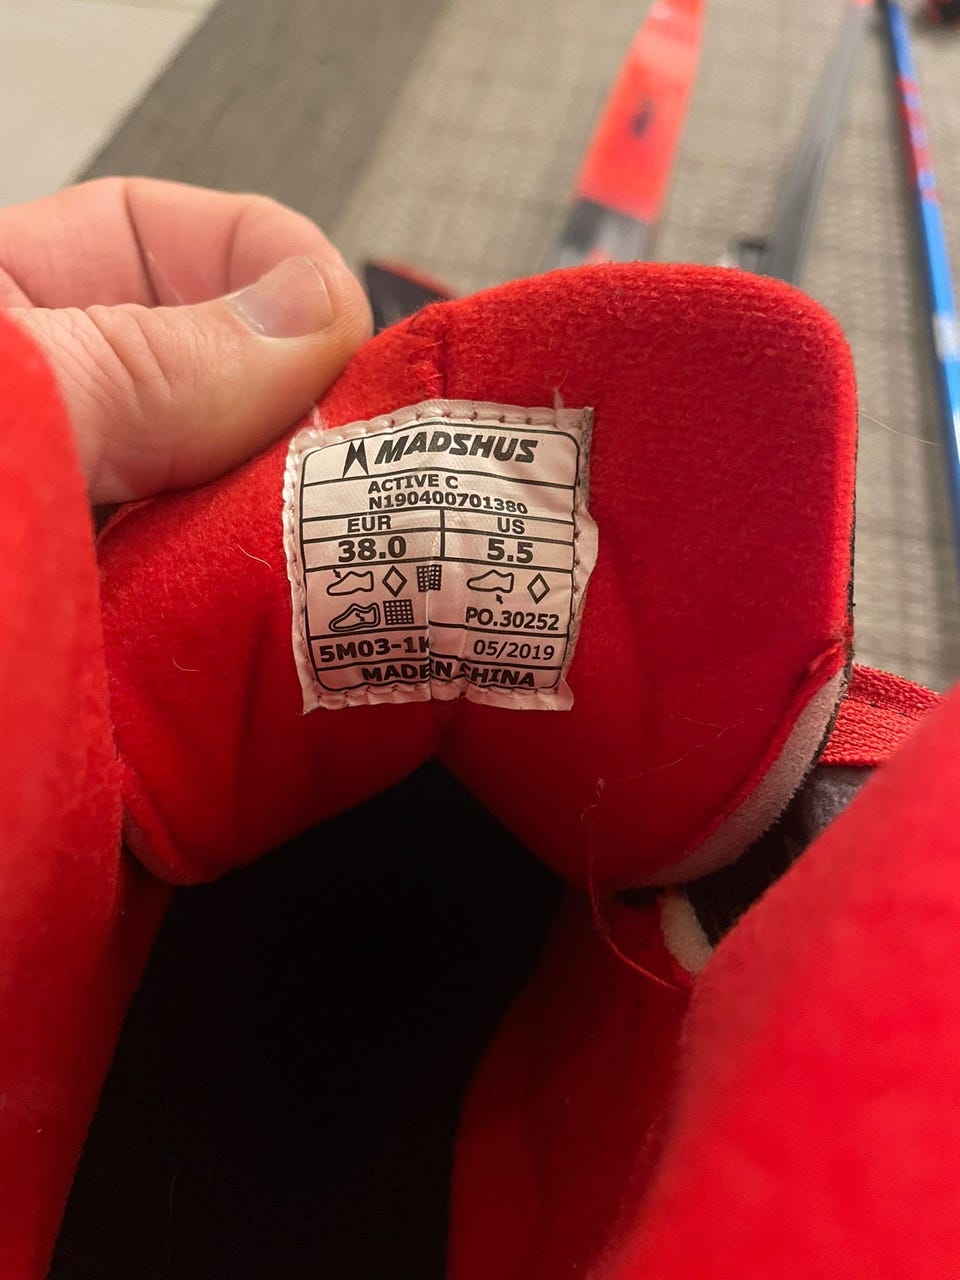 MADSHUS
ACTIVE C
N190400701380
EUR US
38.0 5.5
PO.30252
5M03-1K 05/2019
MADE IN CHINA